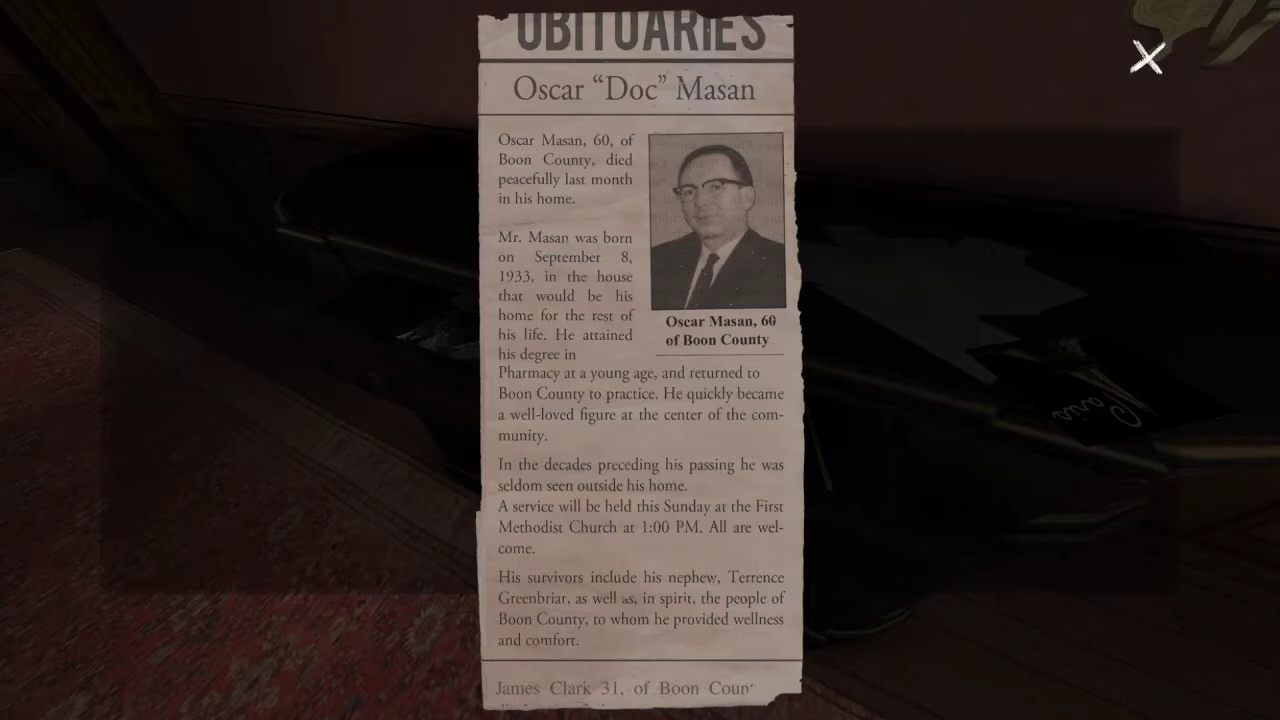 OBITUARIES
Oscar “Doc” Masan
Oscar Masan, 60, of
Boon County, died
peacefully last month
in his home.
Mr. Masan was born
on September 8,
1933, in the house
that would be his
home for the rest of
his life. He attained
his degree in
Oscar Masan, 60
of Boon County
Pharmacy at a young age, and returned to
Boon County to practice. He quickly became
a well-loved figure at the center of the com-
munity.
In the decades preceding his passing he was
seldom seen outside his home.
A service will be held this Sunday at the First
Methodist Church at 1:00 PM. All are wel-
come.
His survivors include his nephew, Terrence
Greenbriar, as well as, in spirit, the people of
Boon County, to whom he provided wellness
and comfort.
James Clark 31, of Boon Coun
Paris